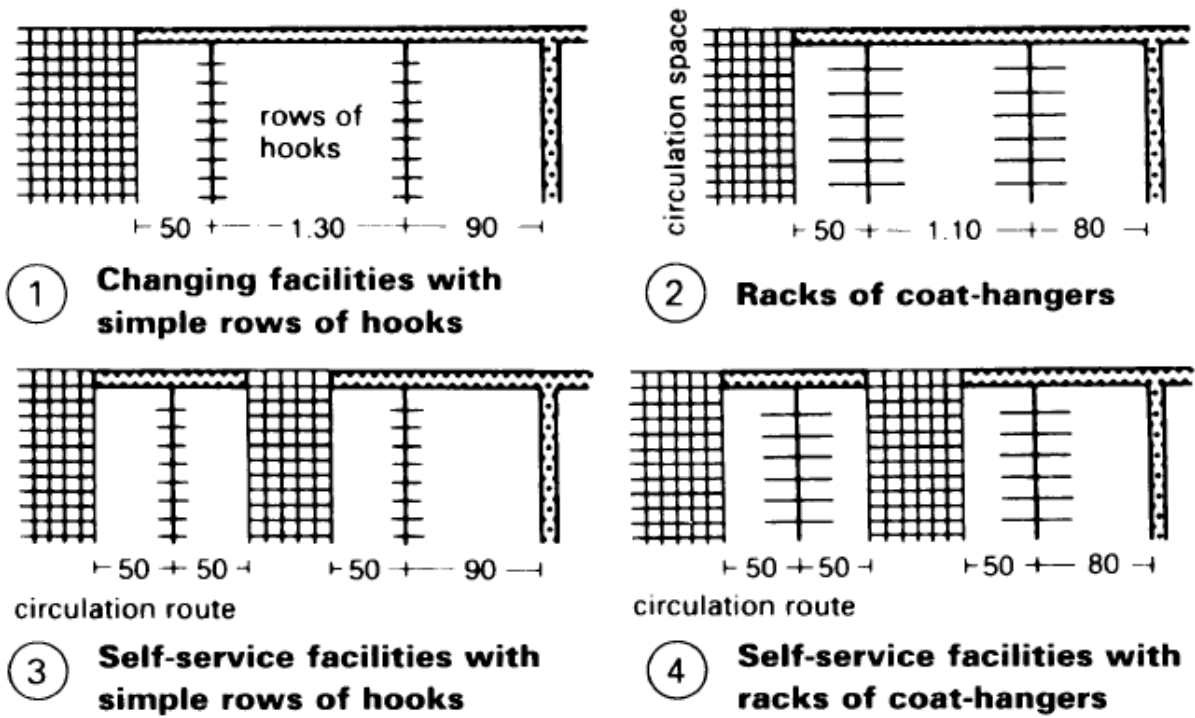 rows of
hooks
50 1.30 90
1 Changing facilities with
simple rows of hooks
circulation space
50 1.10 80
2 Racks of coat-hangers
50 50 50 90
circulation route
3 Self-service facilities with
simple rows of hooks
50 50 50 80
circulation route
4 Self-service facilities with
racks of coat-hangers